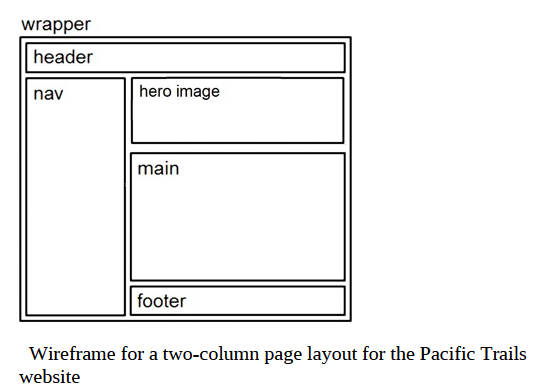 wrapper
header
nav
hero image
main
footer
Wireframe for a two-column page layout for the Pacific Trails
website